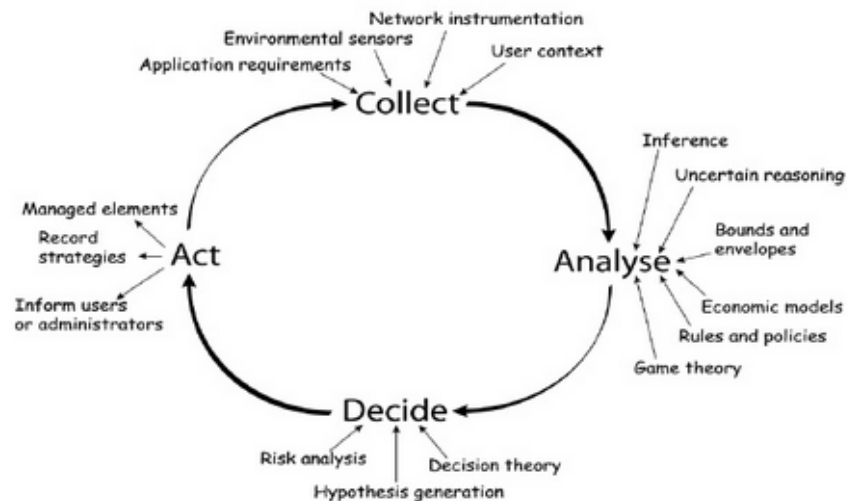 Network instrumentation
Environmental sensors
User context
Application requirements
Collect
Inference
Uncertain reasoning
Bounds and
envelopes
Analyse
Economic models
Rules and policies
Game theory
Managed elements
Record
strategies
Act
Inform users
or administrators
Decide
Risk analysis
Decision theory
Hypothesis generation